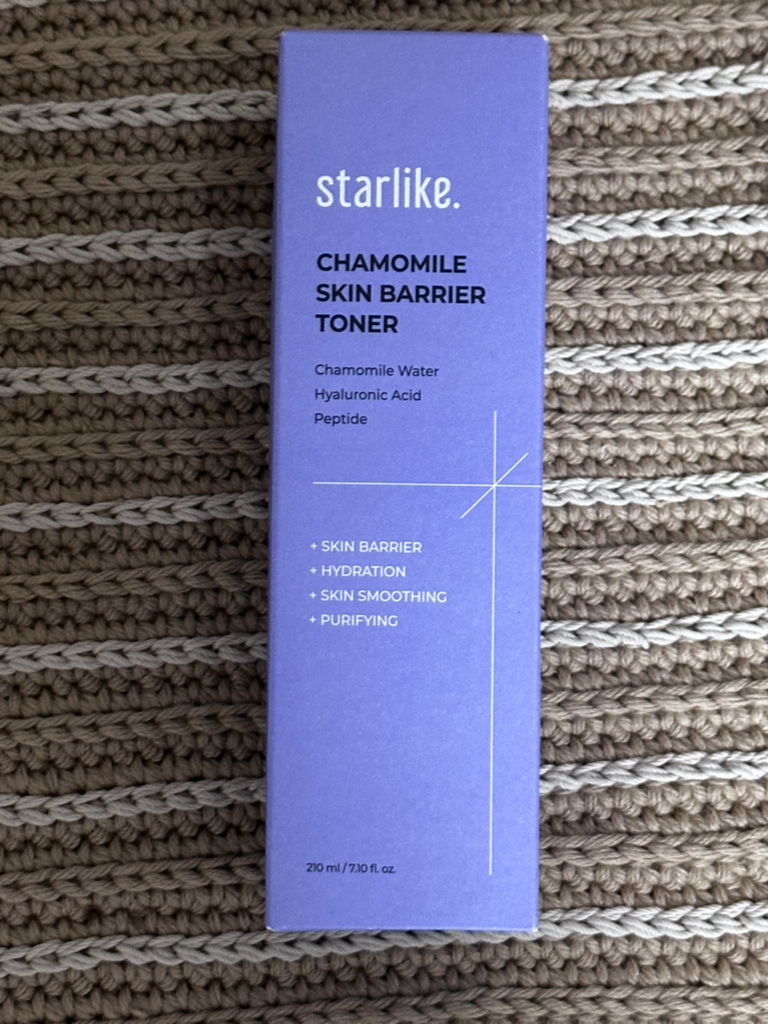 starlike.
CHAMOMILE
SKIN BARRIER
TONER
Chamomile Water
Hyaluronic Acid
Peptide
+ SKIN BARRIER
+ HYDRATION
+ SKIN SMOOTHING
+ PURIFYING
210 ml / 7.10 fl. oz.